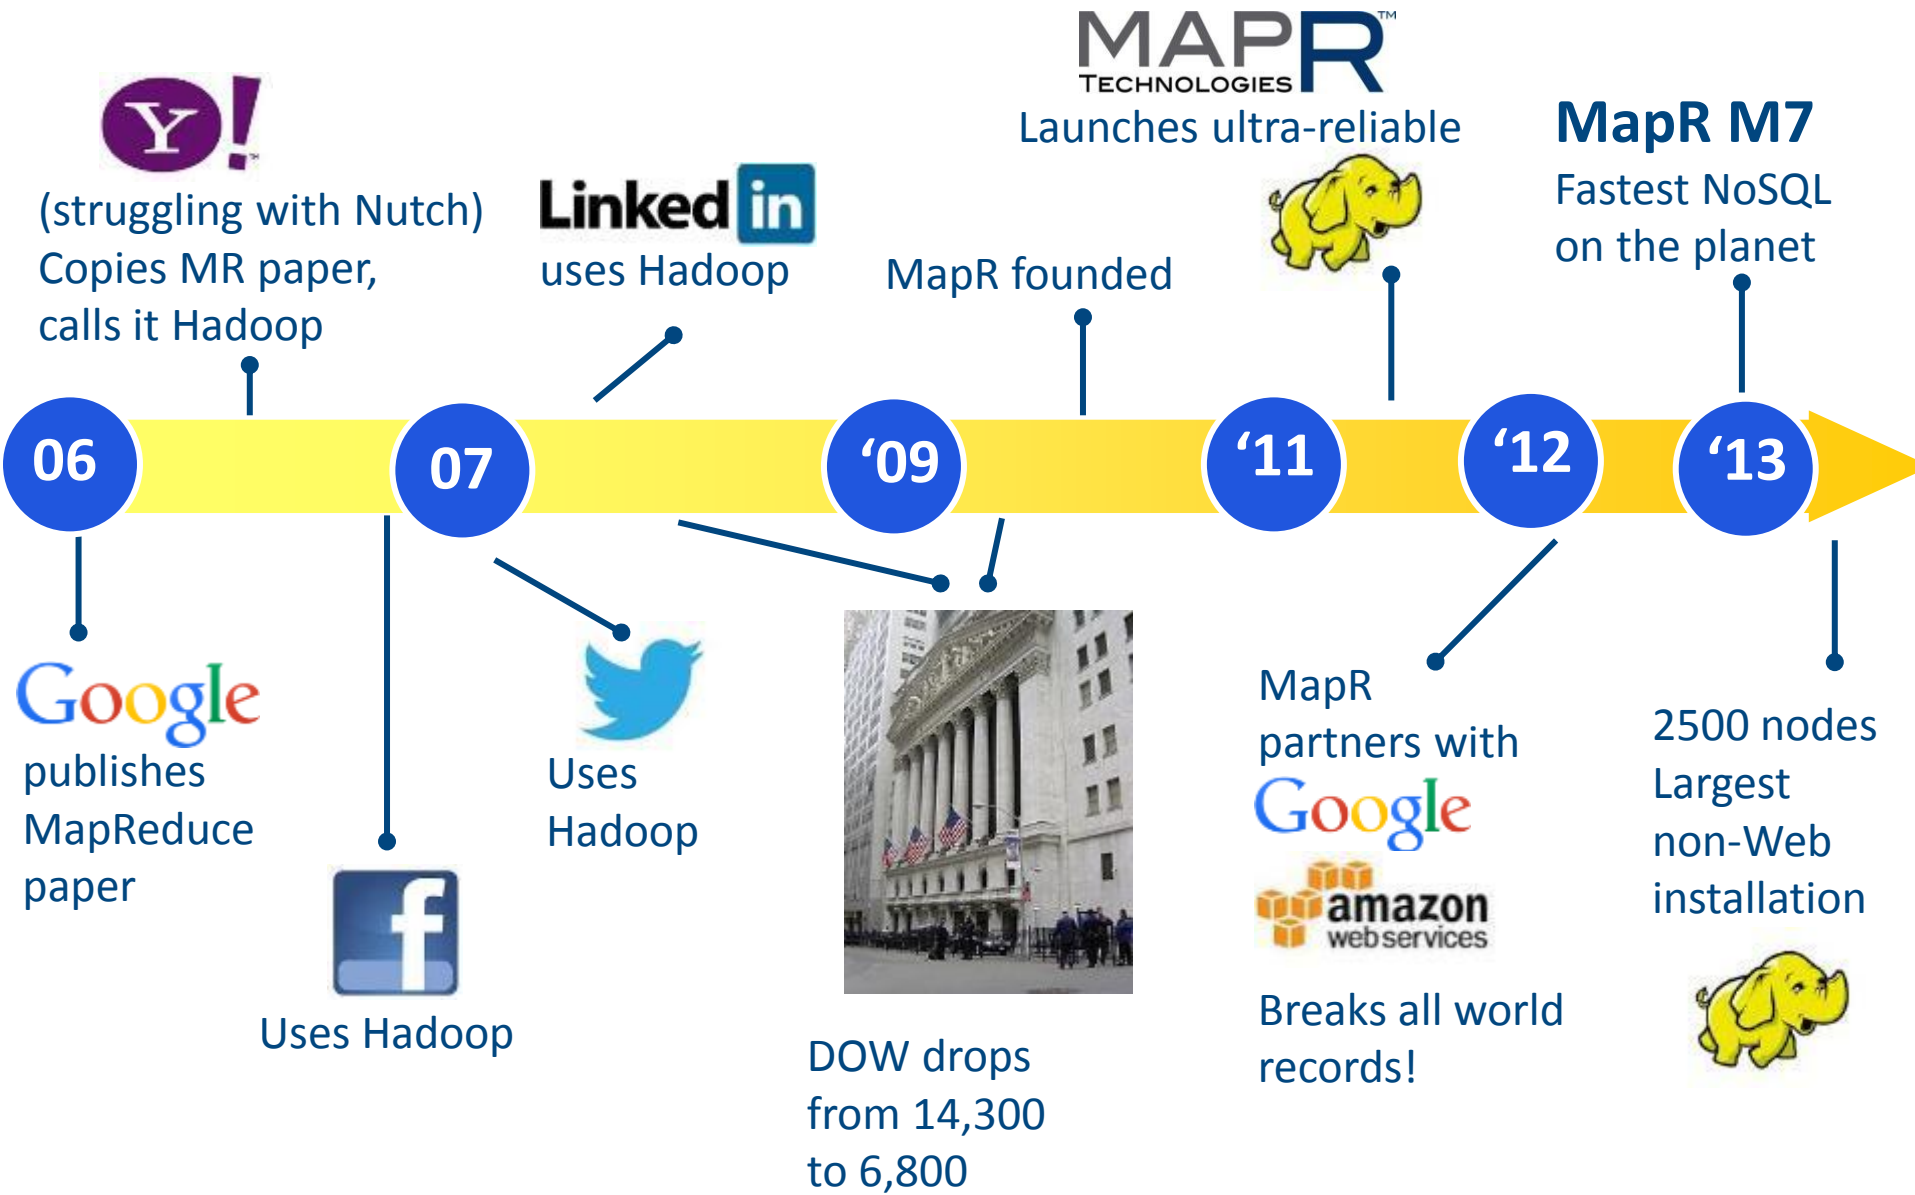 MAPR™
TECHNOLOGIES
Launches ultra-reliable
Y!™
(struggling with Nutch)
Copies MR paper,
calls it Hadoop
Linked in
uses Hadoop
MapR founded
MapR M7
Fastest NoSQL
on the planet
06
07
‘09
‘11
‘12
‘13
Google
publishes
MapReduce
paper
f
Uses Hadoop
Uses
Hadoop
DOW drops
from 14,300
to 6,800
MapR
partners with
Google
amazon
webservices
Breaks all world
records!
2500 nodes
Largest
non-Web
installation